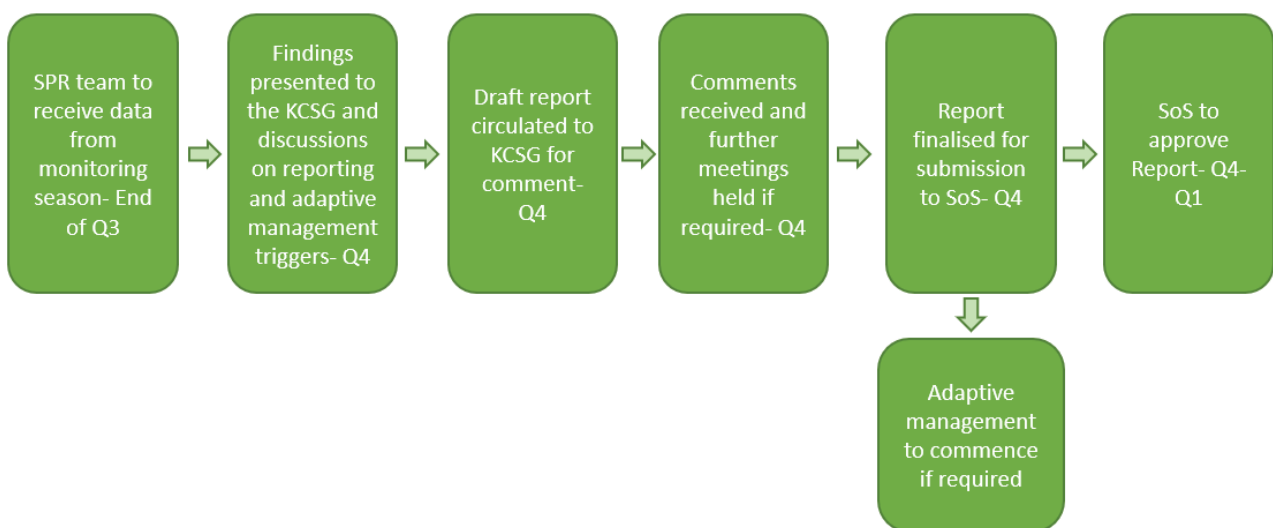 SPR team to
receive data
from
monitoring
season- End
of Q3
Findings
presented to
the KCSG and
discussions
on reporting
and adaptive
management
triggers- Q4
Draft report
circulated to
KCSG for
comment-
Q4
Comments
received and
further
meetings
held if
required- Q4
Report
finalised for
submission
to SoS- Q4
SoS to
approve
Report- Q4-
Q1
Adaptive
management
to commence
if required